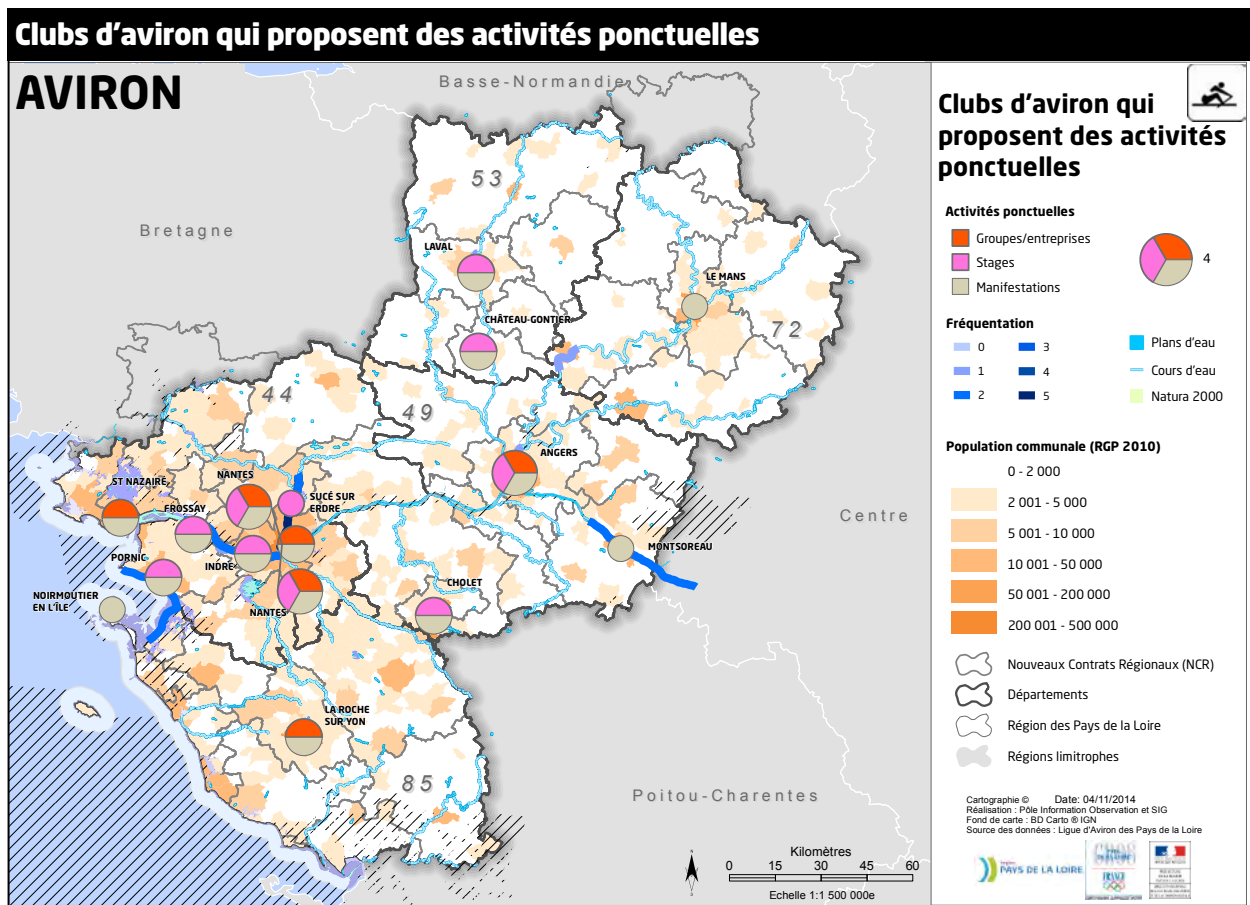 Clubs d'aviron qui proposent des activités ponctuelles
AVIRON
Basse-Normandie
Bretagne
Centre
Poitou-Charentes
53
72
44
49
85
LAVAL
LE MANS
CHÂTEAU-GONTIER
ANGERS
ST NAZAIRE
NANTES
SUCÉ SUR
ERDRE
FROSSAY
PORNIC
INDRE
MONTSOREAU
NOIRMOUTIER
EN L'ÎLE
NANTES
CHOLET
LA ROCHE
SUR YON
Kilomètres
0 15 30 45 60
Echelle 1:1 500 000e
Clubs d'aviron qui
proposent des activités
ponctuelles
Activités ponctuelles
Groupes/entreprises
Stages
Manifestations
4
Fréquentation
0
1
2
3
4
5
Plans d'eau
Cours d'eau
Natura 2000
Population communale (RGP 2010)
0 - 2 000
2 001 - 5 000
5 001 - 10 000
10 001 - 50 000
50 001 - 200 000
200 001 - 500 000
Nouveaux Contrats Régionaux (NCR)
Départements
Région des Pays de la Loire
Régions limitrophes
Cartographie © Date: 04/11/2014
Réalisation : Pôle Information Observation et SIG
Fond de carte : BD Carto ® IGN
Source des données : Ligue d'Aviron des Pays de la Loire
PAYS DE LA LOIRE
CROS
FRANCE